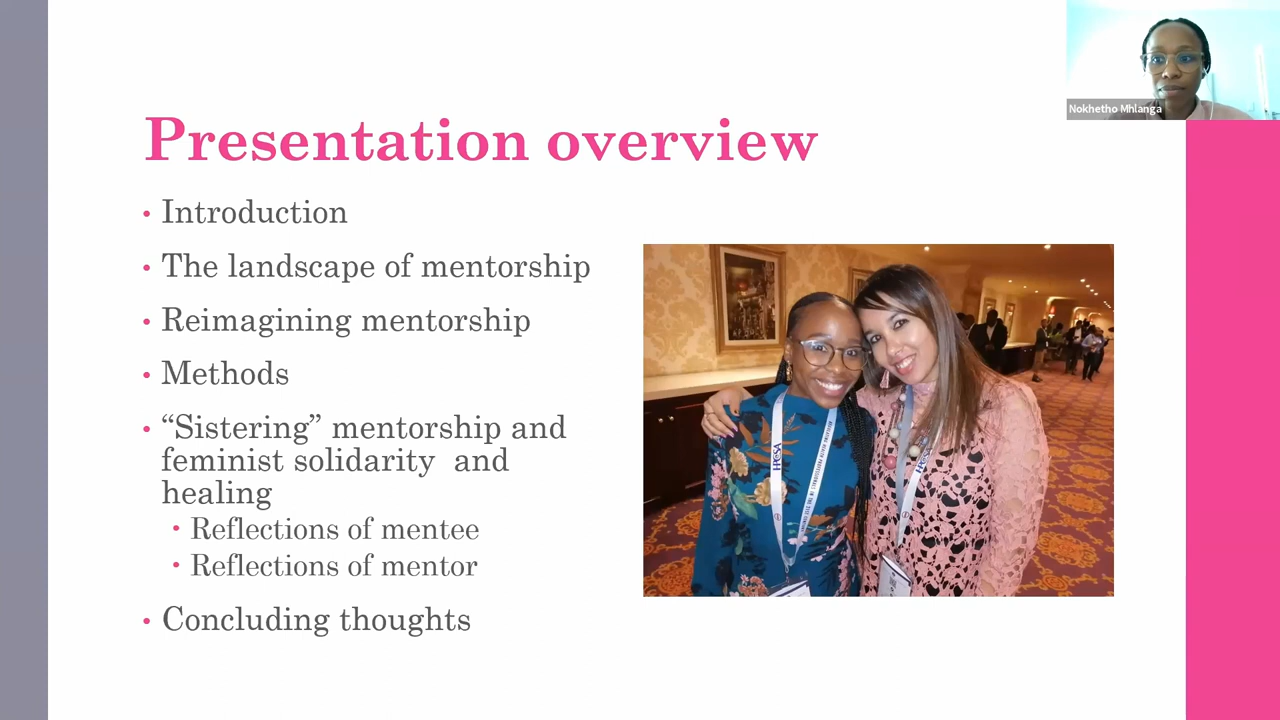 Nokhetho Mhlanga
Presentation overview
• Introduction
• The landscape of mentorship
• Reimagining mentorship
• Methods
• “Sistering” mentorship and
feminist solidarity  and
healing
• Reflections of mentee
• Reflections of mentor
• Concluding thoughts
HPCSA